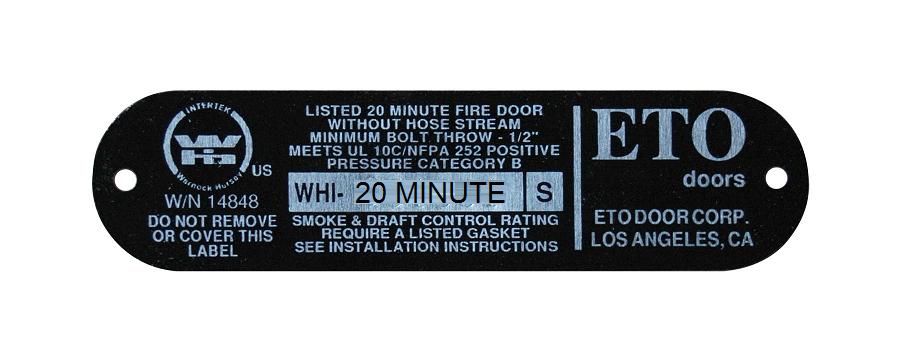 INTERTEK
WH
Warnock Hersey
US
W/N 14848
DO NOT REMOVE
OR COVER THIS
LABEL
LISTED 20 MINUTE FIRE DOOR
WITHOUT HOSE STREAM
MINIMUM BOLT THROW - 1/2"
MEETS UL 10C/NFPA 252 POSITIVE
PRESSURE CATEGORY B
WHI- 20 MINUTE S
SMOKE & DRAFT CONTROL RATING
REQUIRE A LISTED GASKET
SEE INSTALLATION INSTRUCTIONS
ETO
doors
ETO DOOR CORP.
LOS ANGELES, CA